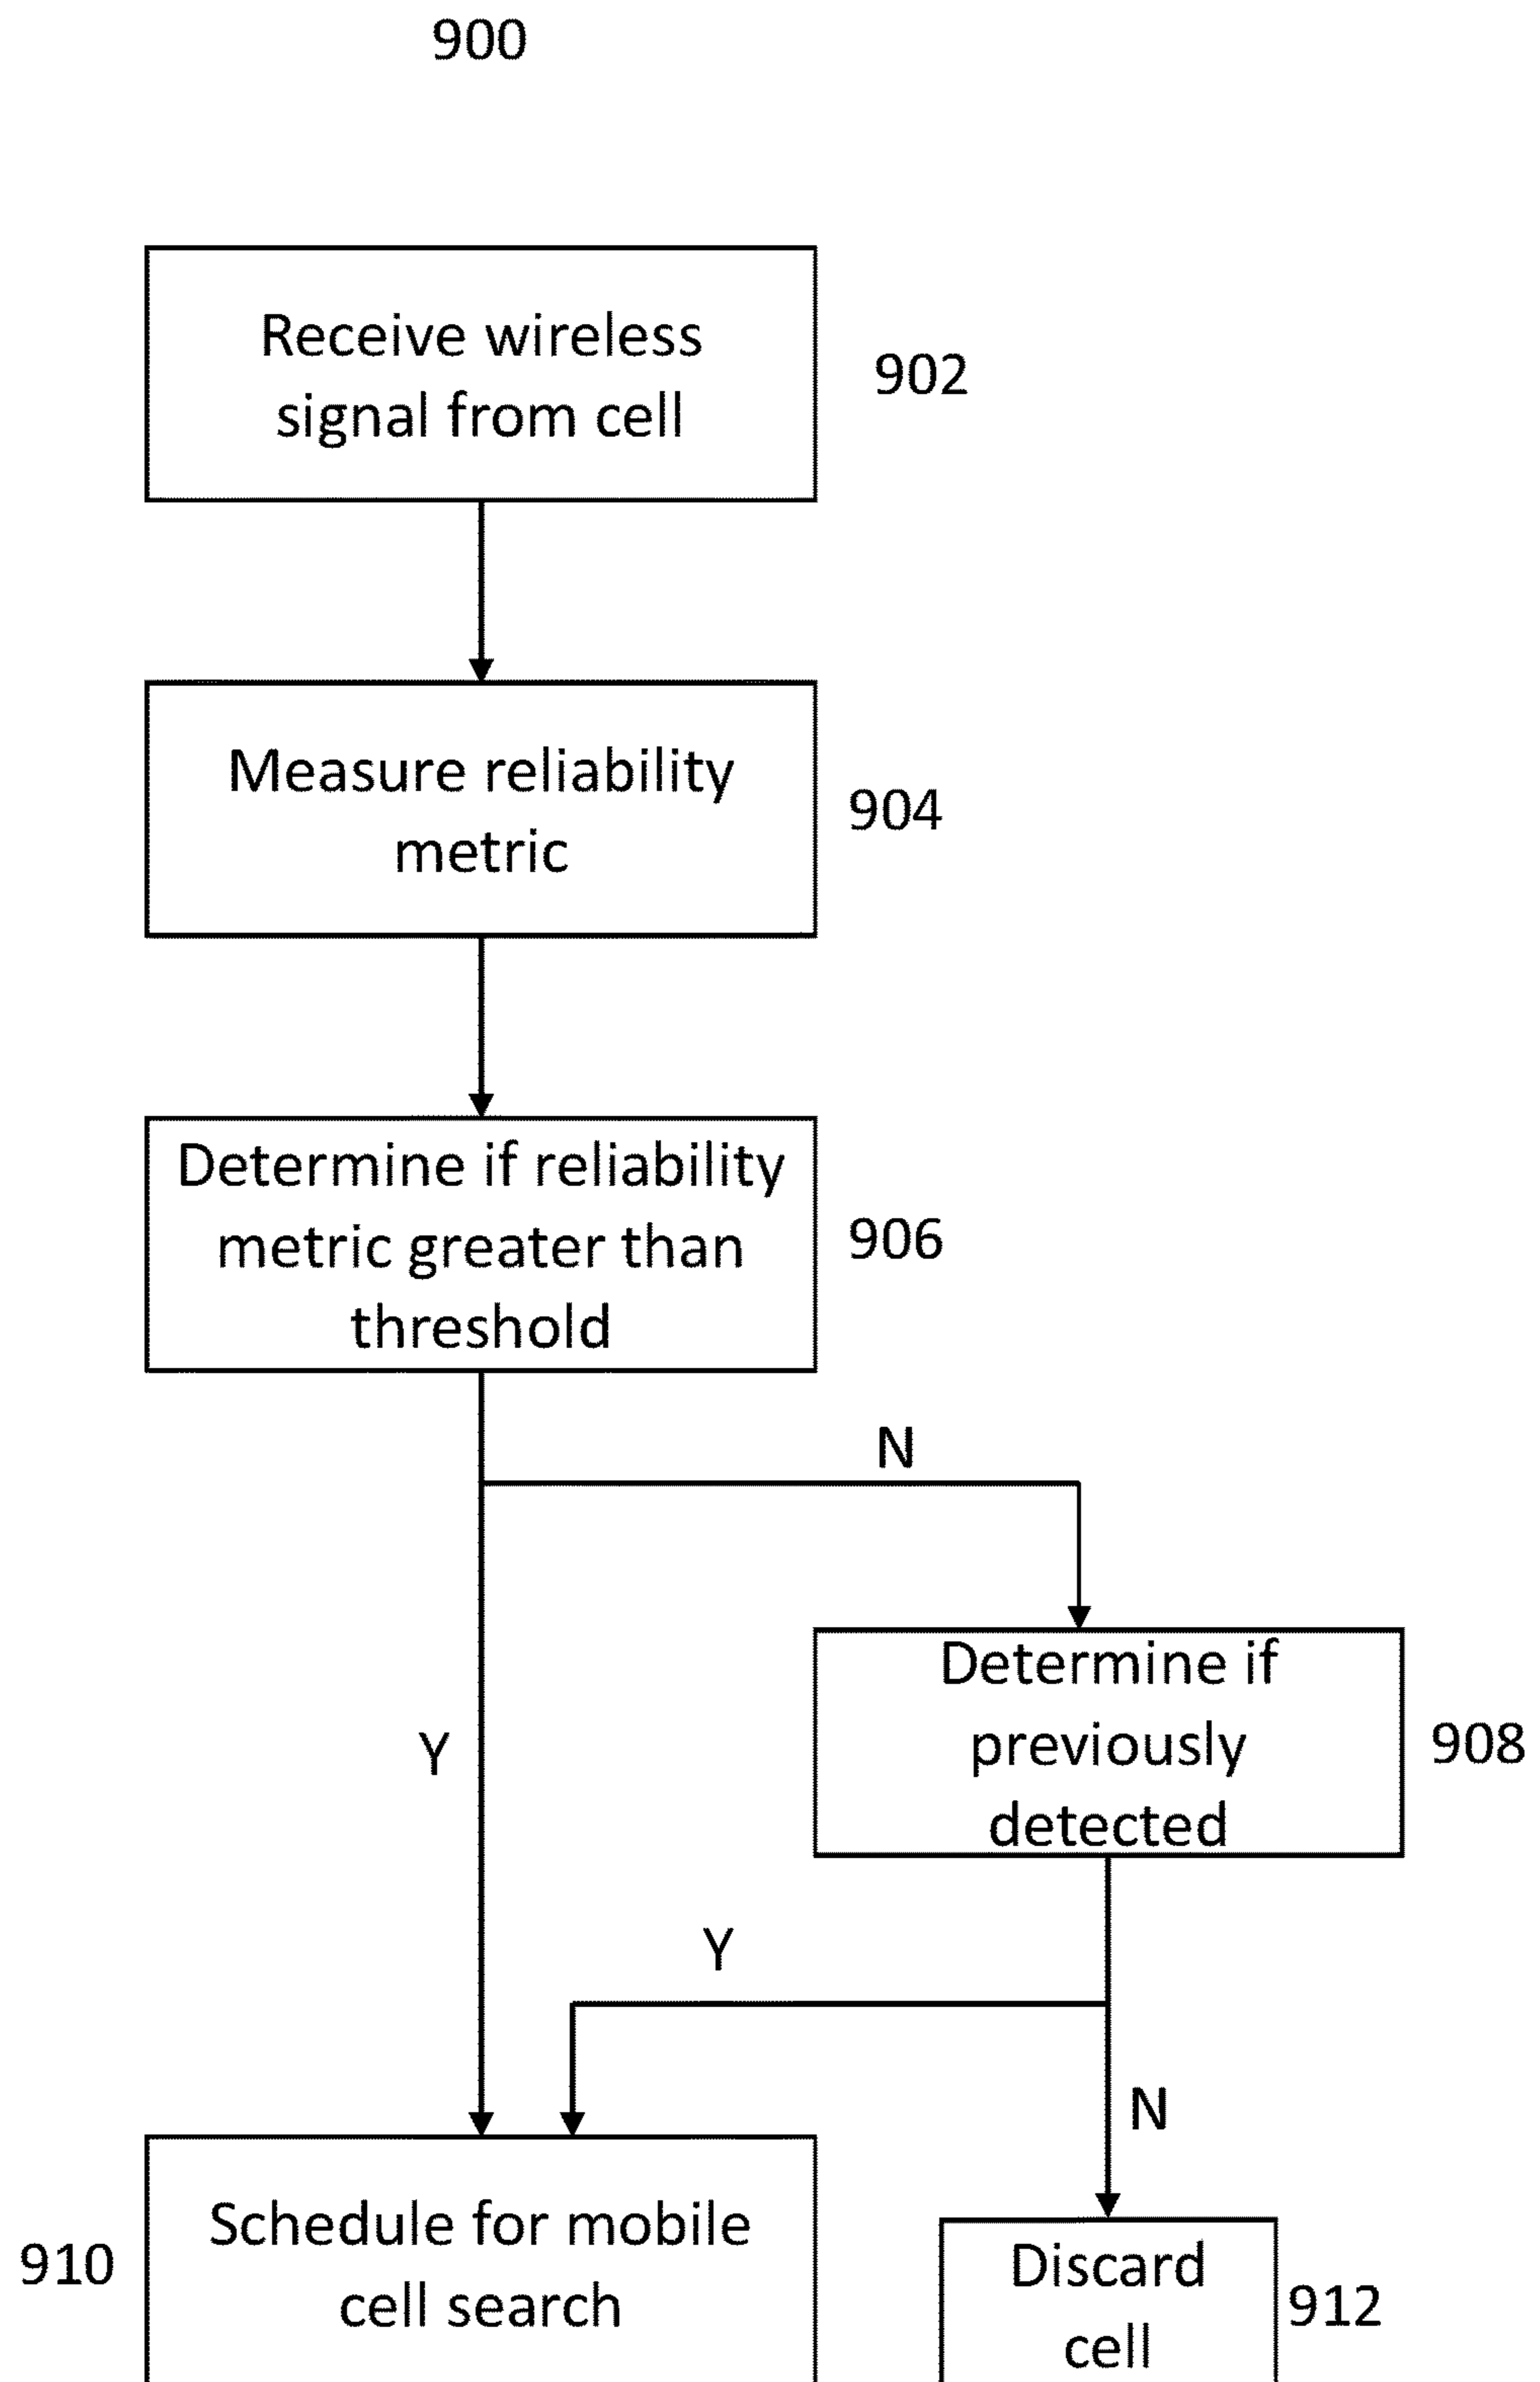 900
Receive wireless
signal from cell
902
Measure reliability
metric
904
Determine if reliability
metric greater than
threshold
906
N
Determine if
previously
detected
908
Y
Y
N
Schedule for mobile
cell search
910
Discard
cell
912